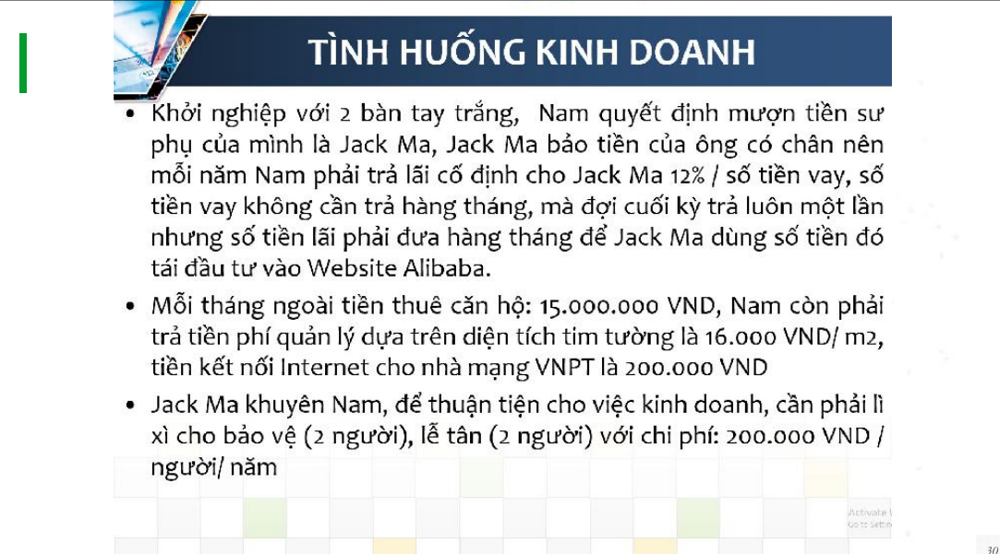 TÌNH HUỐNG KINH DOANH
• Khởi nghiệp với 2 bàn tay trắng, Nam quyết định mượn tiền sư
phụ của mình là Jack Ma, Jack Ma bảo tiền của ông có chân nên
mỗi năm Nam phải trả lãi cố định cho Jack Ma 12% / số tiền vay, số
tiền vay không cần trả hàng tháng, mà đợi cuối kỳ trả luôn một lần
nhưng số tiền lãi phải đưa hàng tháng để Jack Ma dùng số tiền đó
tái đầu tư vào Website Alibaba.
• Mỗi tháng ngoài tiền thuê căn hộ: 15.000.000 VND, Nam còn phải
trả tiền phí quản lý dựa trên diện tích tim tường là 16.000 VND/ m2,
tiền kết nối Internet cho nhà mạng VNPT là 200.000 VND
• Jack Ma khuyên Nam, để thuận tiện cho việc kinh doanh, cần phải lì
xì cho bảo vệ (2 người), lễ tân (2 người) với chi phí: 200.000 VND /
người/ năm
Activate
Go to Settin
30